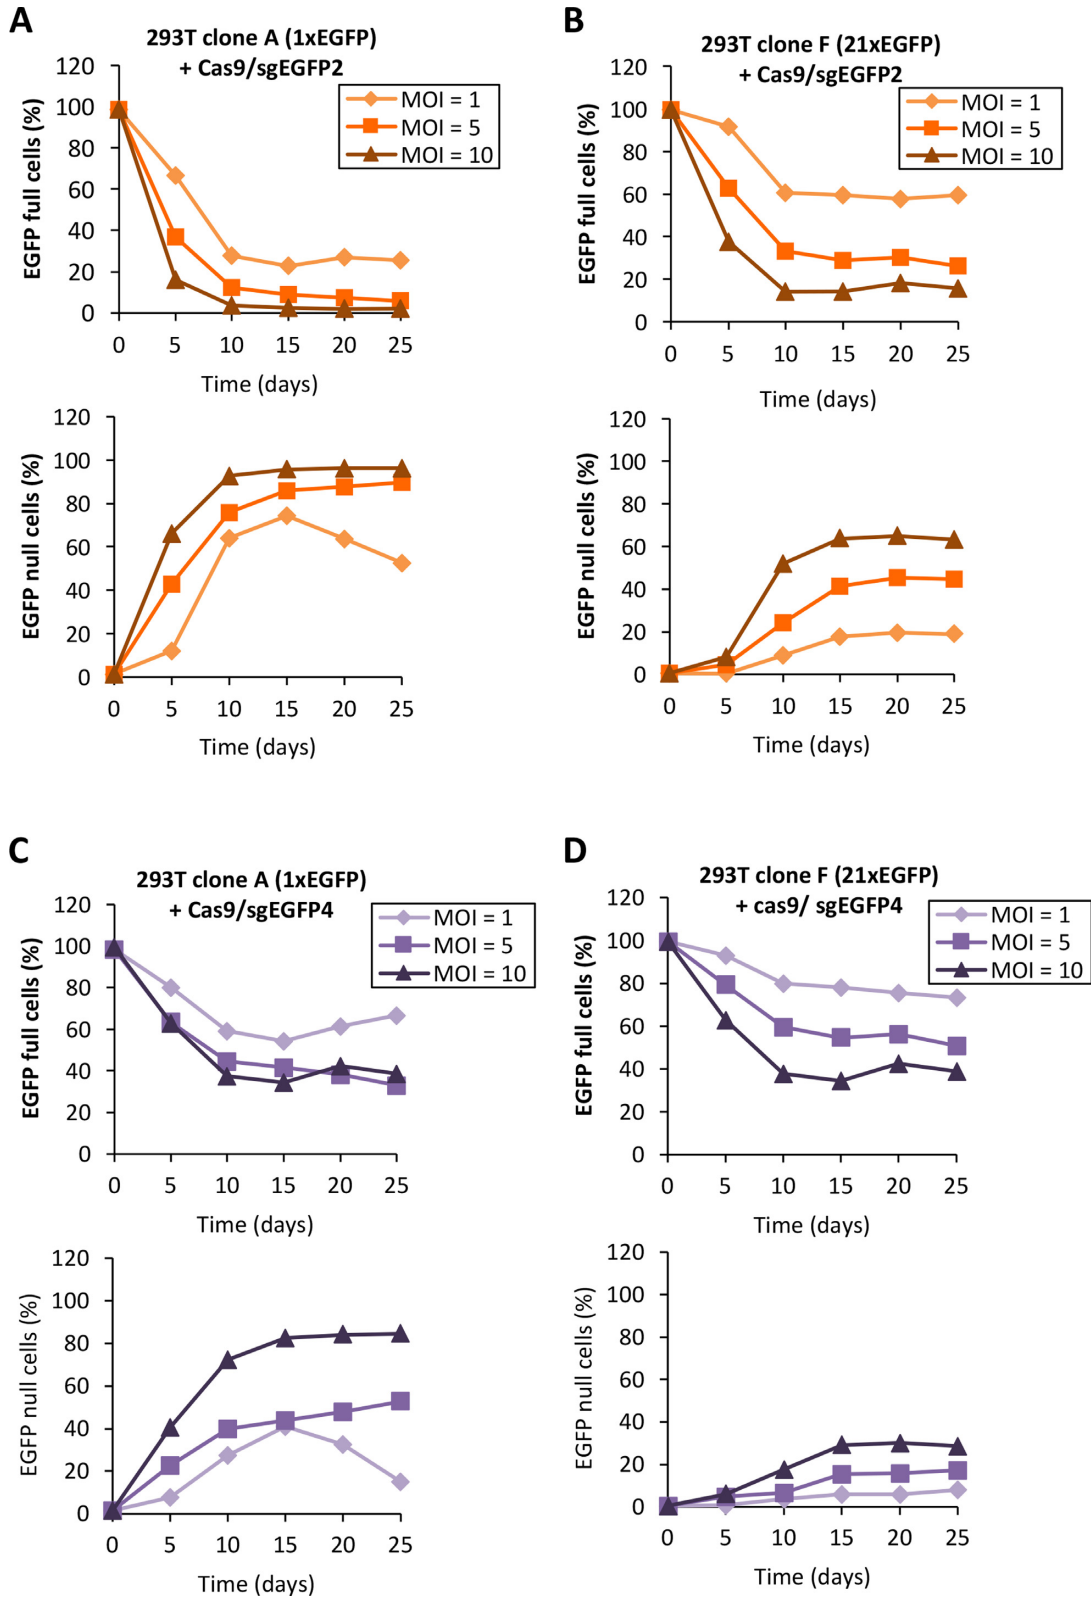 A
293T clone A (1xEGFP)
+ Cas9/sgEGFP2
MOI = 1
MOI = 5
MOI = 10
EGFP full cells (%)
120
100
80
60
40
20
0
0 5 10 15 20 25
Time (days)
EGFP null cells (%)
120
100
80
60
40
20
0
0 5 10 15 20 25
Time (days)
B
293T clone F (21xEGFP)
+ Cas9/sgEGFP2
MOI = 1
MOI = 5
MOI = 10
EGFP full cells (%)
120
100
80
60
40
20
0
0 5 10 15 20 25
Time (days)
EGFP null cells (%)
120
100
80
60
40
20
0
0 5 10 15 20 25
Time (days)
C
293T clone A (1xEGFP)
+ Cas9/sgEGFP4
MOI = 1
MOI = 5
MOI = 10
EGFP full cells (%)
120
100
80
60
40
20
0
0 5 10 15 20 25
Time (days)
EGFP null cells (%)
120
100
80
60
40
20
0
0 5 10 15 20 25
Time (days)
D
293T clone F (21xEGFP)
+ cas9/ sgEGFP4
MOI = 1
MOI = 5
MOI = 10
EGFP full cells (%)
120
100
80
60
40
20
0
0 5 10 15 20 25
Time (days)
EGFP null cells (%)
120
100
80
60
40
20
0
0 5 10 15 20 25
Time (days)